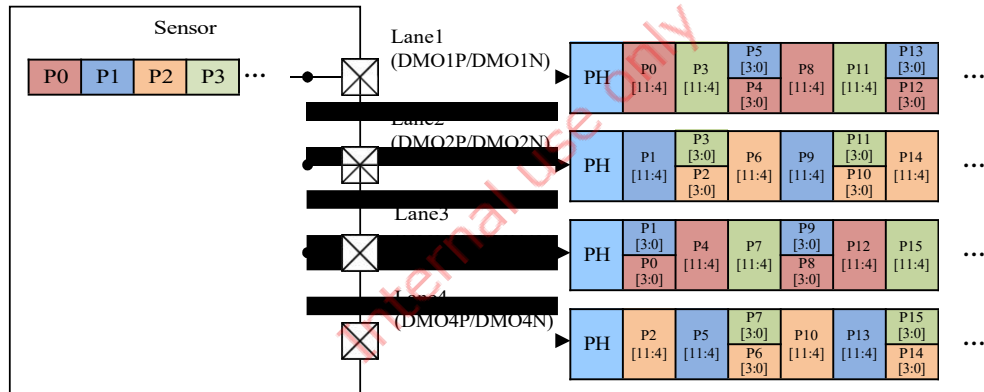 Sensor
P0 P1 P2 P3 ...
Lane1
(DMO1P/DMO1N)
PH P0 [11:4] P3 [11:4] P5 [3:0] P4 [3:0] P8 [11:4] P11 [11:4] P13 [3:0] P12 [3:0] ...
Lane2
(DMO2P/DMO2N)
PH P1 [11:4] P3 [3:0] P2 [3:0] P6 [11:4] P9 [11:4] P11 [3:0] P10 [3:0] P14 [11:4] ...
Lane3
PH P1 [3:0] P0 [3:0] P4 [11:4] P7 [11:4] P9 [3:0] P8 [3:0] P12 [11:4] P15 [11:4] ...
Lane4
(DMO4P/DMO4N)
PH P2 [11:4] P5 [11:4] P7 [3:0] P6 [3:0] P10 [11:4] P13 [11:4] P15 [3:0] P14 [3:0] ...
Internal use only